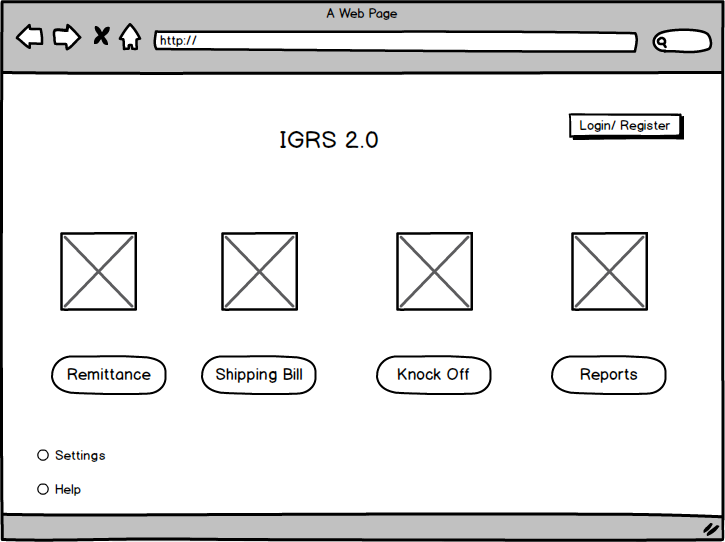 A Web Page
http://
Login/ Register
IGRS 2.0
Remittance
Shipping Bill
Knock Off
Reports
Settings
Help